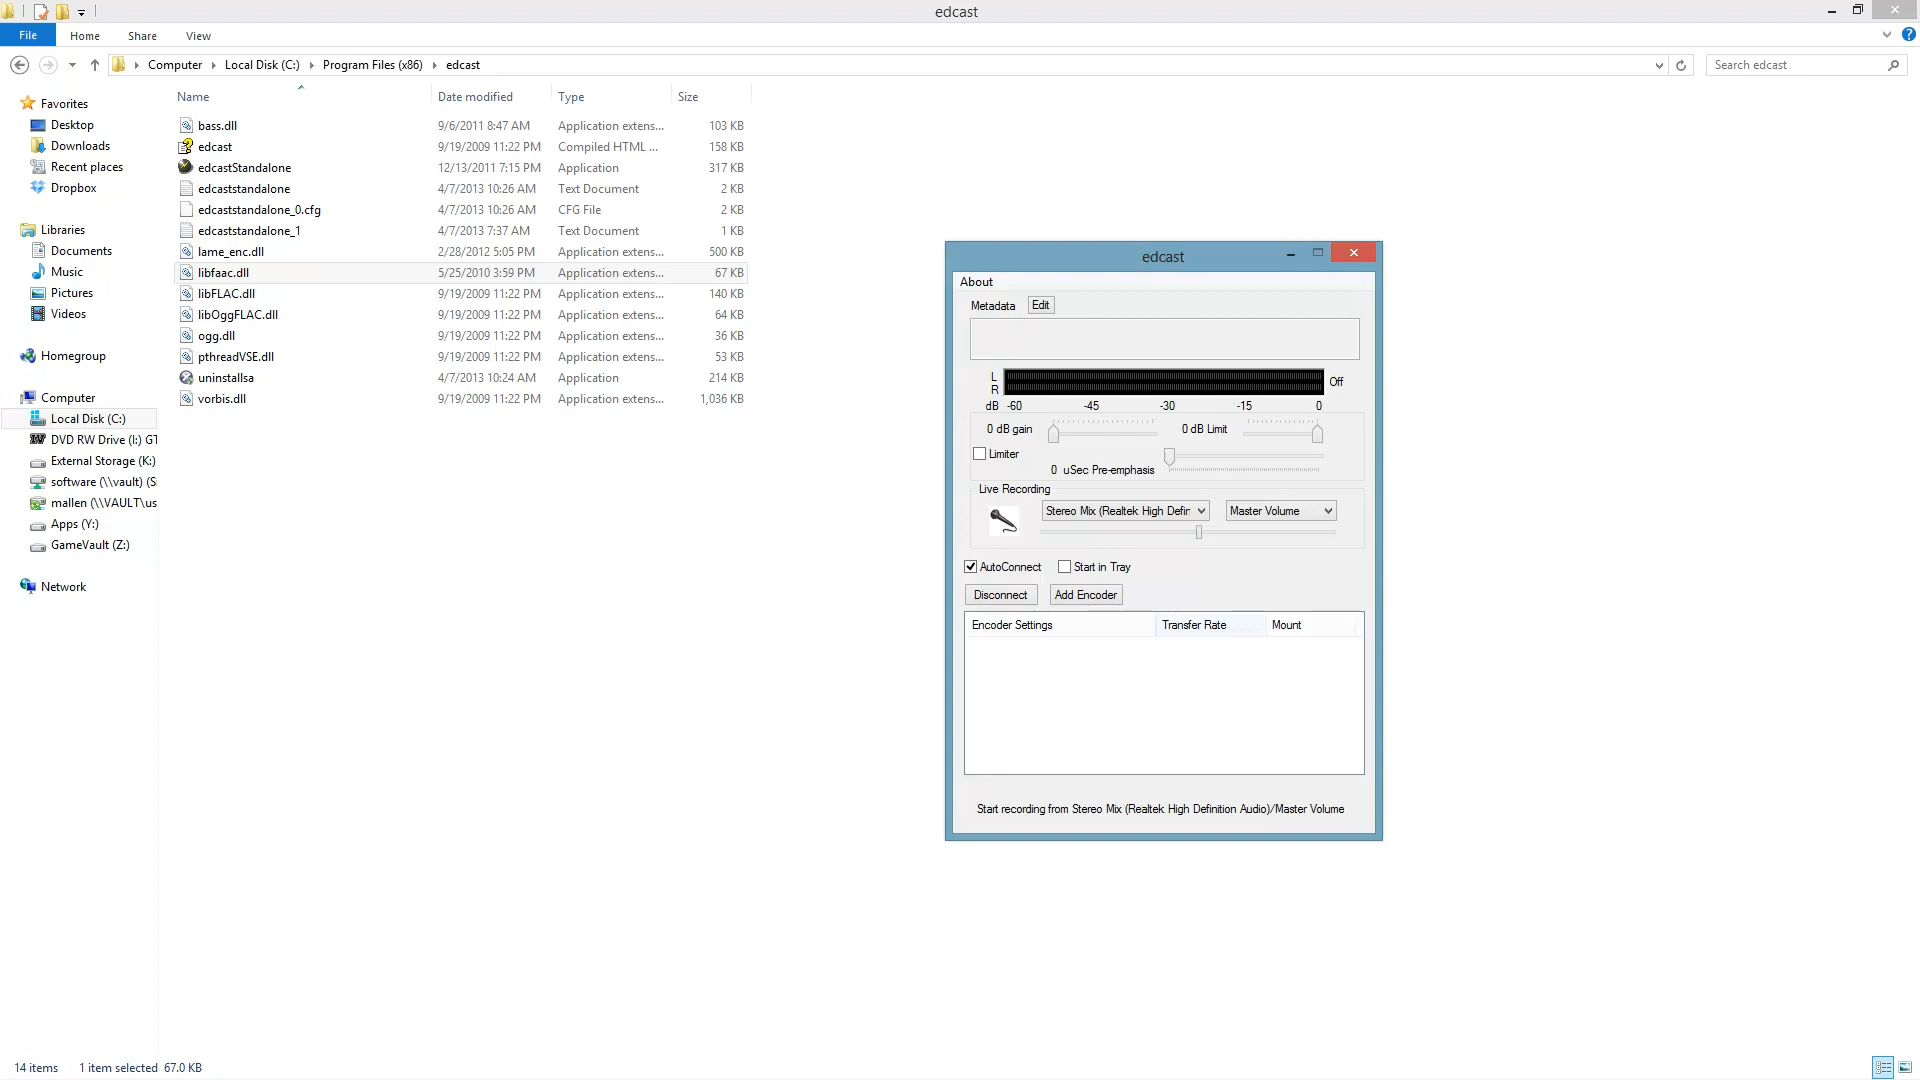 edcast
File Home Share View
Computer Local Disk (C:) Program Files (x86) edcast
Search edcast
Name Date modified Type Size
Favorites
Desktop
Downloads
Recent places
Dropbox
Libraries
Documents
Music
Pictures
Videos
Homegroup
Computer
Local Disk (C:)
DVD RW Drive (I:) GT
External Storage (K:)
software (\\vault) (S
mallen (\\VAULT\us
Apps (Y:)
GameVault (Z:)
Network
bass.dll 9/6/2011 8:47 AM Application extens... 103 KB
edcast 9/19/2009 11:22 PM Compiled HTML ... 158 KB
edcastStandalone 12/13/2011 7:15 PM Application 317 KB
edcaststandalone 4/7/2013 10:26 AM Text Document 2 KB
edcaststandalone_0.cfg 4/7/2013 10:26 AM CFG File 2 KB
edcaststandalone_1 4/7/2013 7:37 AM Text Document 1 KB
lame_enc.dll 2/28/2012 5:05 PM Application extens... 500 KB
libfaac.dll 5/25/2010 3:59 PM Application extens... 67 KB
libFLAC.dll 9/19/2009 11:22 PM Application extens... 140 KB
libOggFLAC.dll 9/19/2009 11:22 PM Application extens... 64 KB
ogg.dll 9/19/2009 11:22 PM Application extens... 36 KB
pthreadVSE.dll 9/19/2009 11:22 PM Application extens... 53 KB
uninstallsa 4/7/2013 10:24 AM Application 214 KB
vorbis.dll 9/19/2009 11:22 PM Application extens... 1,036 KB
edcast
About
Metadata Edit
L
R
Off
dB -60 -45 -30 -15 0
0 dB gain 0 dB Limit
Limiter
0 uSec Pre-emphasis
Live Recording
Stereo Mix (Realtek High Defir Master Volume
AutoConnect Start in Tray
Disconnect Add Encoder
Encoder Settings Transfer Rate Mount
Start recording from Stereo Mix (Realtek High Definition Audio)/Master Volume
14 items 1 item selected 67.0 KB